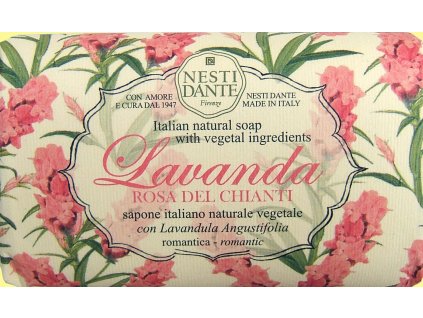 NESTI
DANTE
Firenze
CON AMORE
E CURA DAL 1947
NESTI DANTE
MADE IN ITALY
Italian natural soap
with vegetal ingredients
Lavanda
ROSA DEL CHIANTI
sapone italiano naturale vegetale
con Lavandula Angustifolia
romantica - romantic